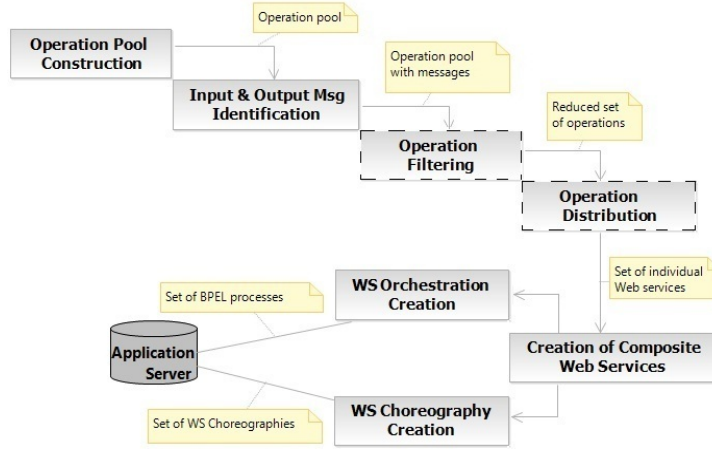 Operation pool
Operation Pool
Construction
Operation pool
with messages
Input & Output Msg
Identification
Reduced set
of operations
Operation
Filtering
Operation
Distribution
Set of individual
Web services
WS Orchestration
Creation
Set of BPEL processes
Application
Server
Creation of Composite
Web Services
WS Choreography
Creation
Set of WS Choreographies